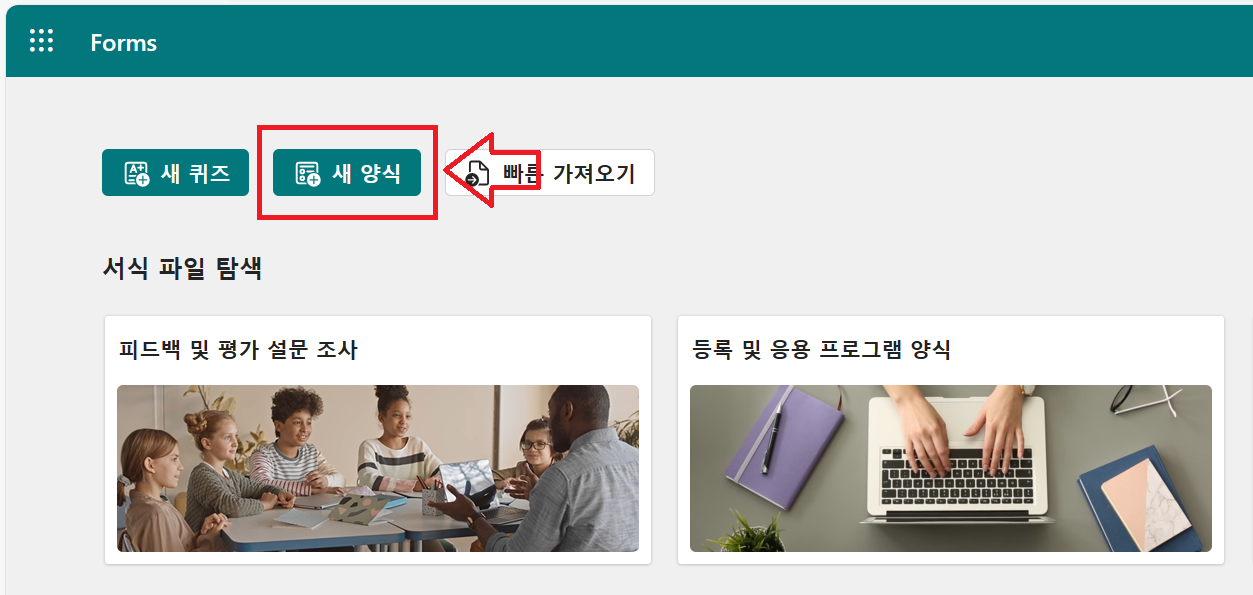 Forms
새 퀴즈 새 양식 빠른 가져오기
서식 파일 탐색
피드백 및 평가 설문 조사 등록 및 응용 프로그램 양식